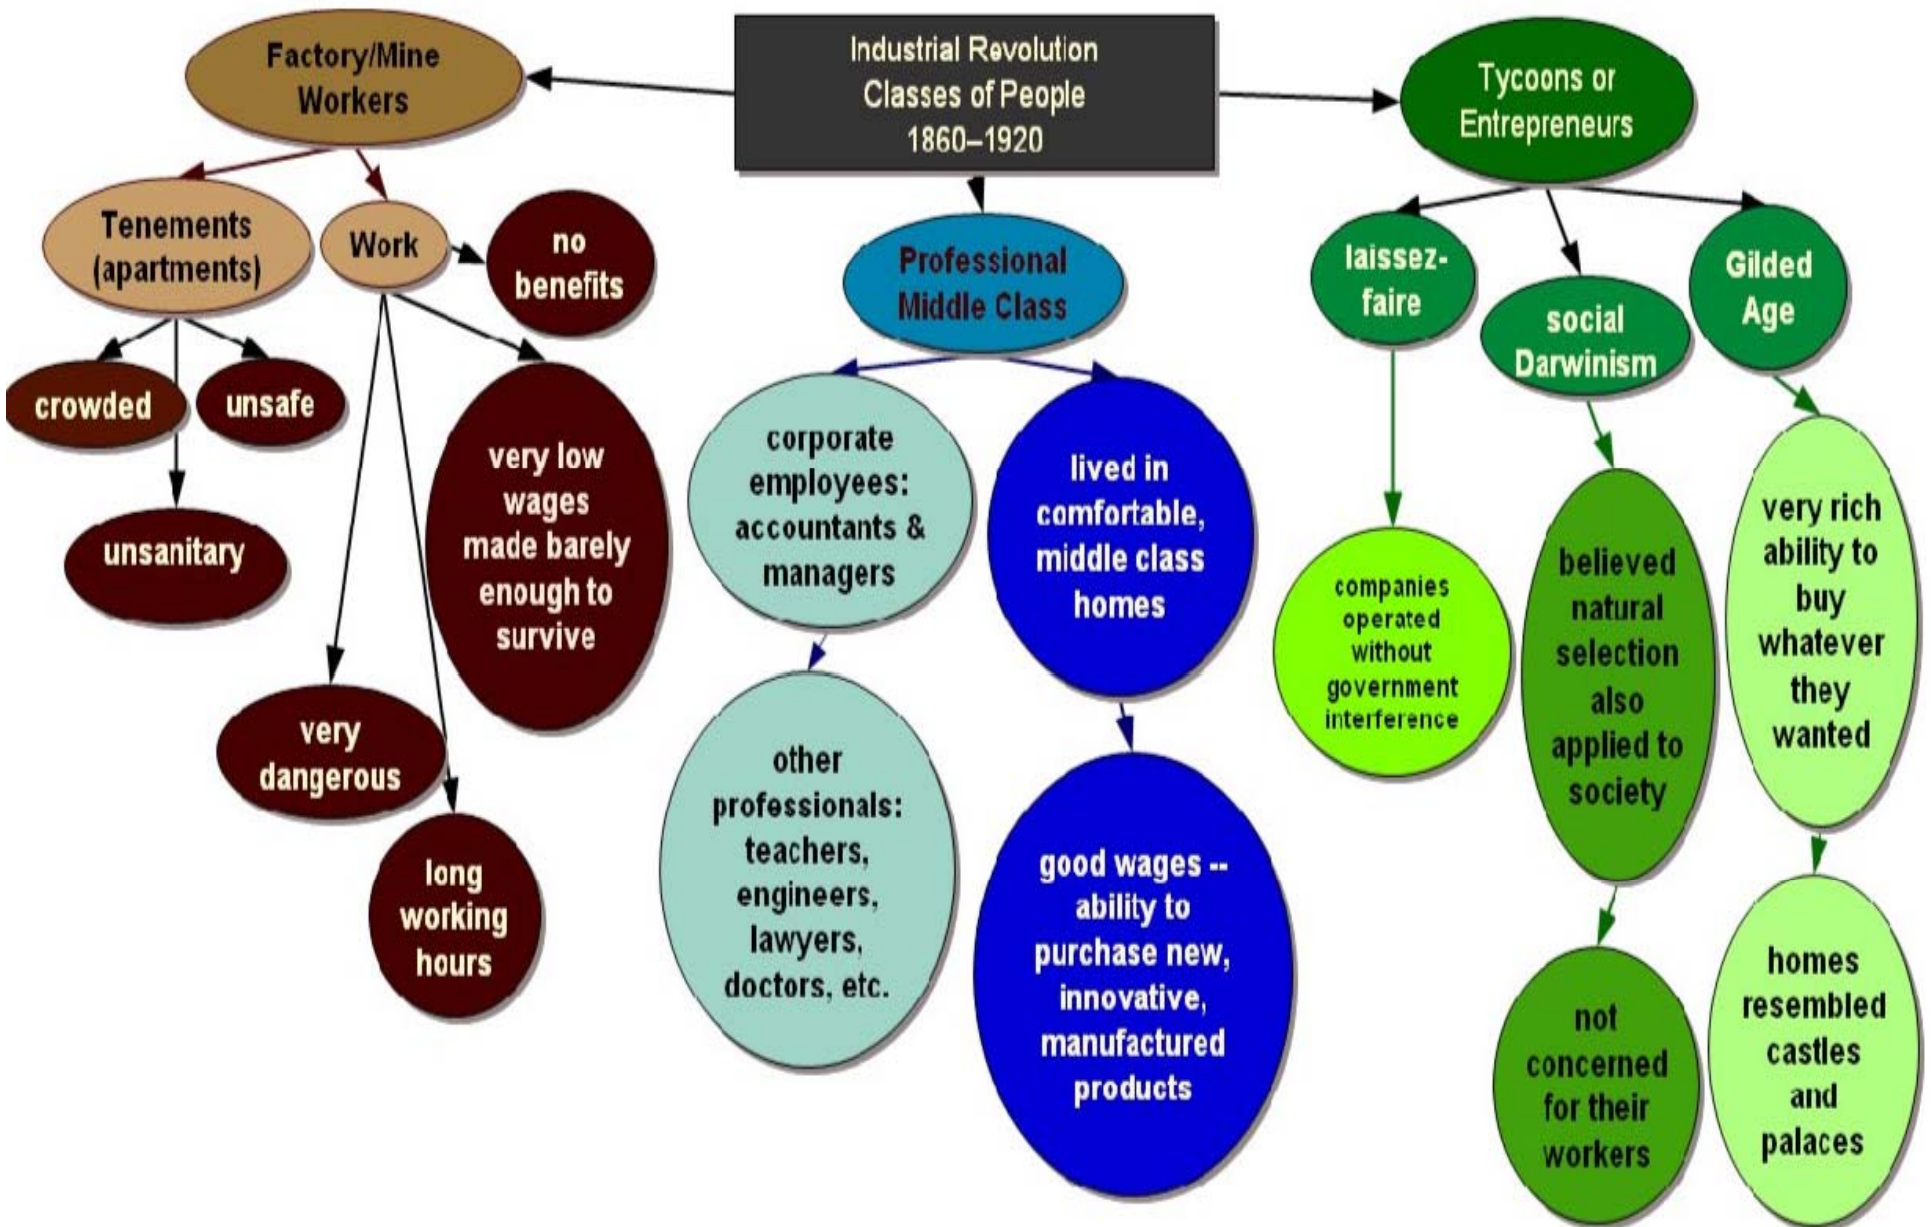 Industrial Revolution
Classes of People
1860–1920
Factory/Mine
Workers
Tenements
(apartments)
crowded
unsafe
unsanitary
Work
no
benefits
very low
wages
made barely
enough to
survive
very
dangerous
long
working
hours
Professional
Middle Class
corporate
employees:
accountants &
managers
other
professionals:
teachers,
engineers,
lawyers,
doctors, etc.
lived in
comfortable,
middle class
homes
good wages --
ability to
purchase new,
innovative,
manufactured
products
Tycoons or
Entrepreneurs
laissez-
faire
companies
operated
without
government
interference
social
Darwinism
believed
natural
selection
also
applied to
society
not
concerned
for their
workers
Gilded
Age
very rich
ability to
buy
whatever
they
wanted
homes
resembled
castles
and
palaces